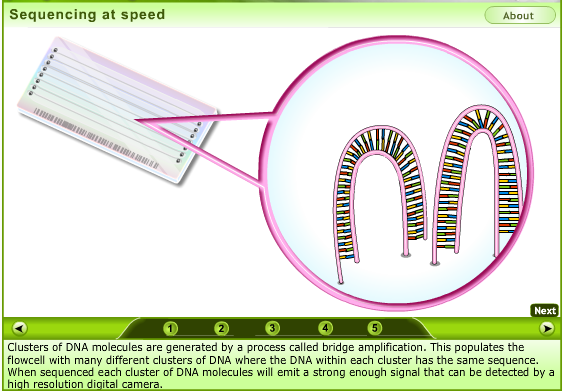 Sequencing at speed
About
Next
1 2 3 4 5
Clusters of DNA molecules are generated by a process called bridge amplification. This populates the
flowcell with many different clusters of DNA where the DNA within each cluster has the same sequence.
When sequenced each cluster of DNA molecules will emit a strong enough signal that can be detected by a
high resolution digital camera.